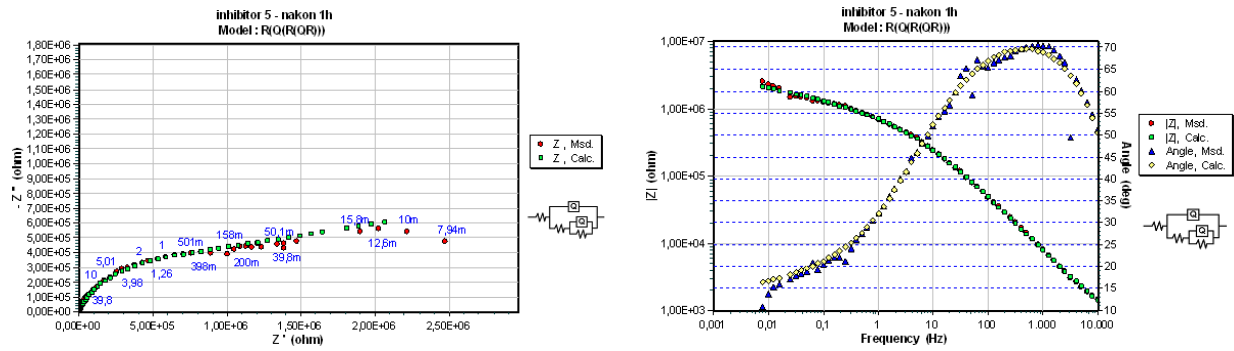 inhibitor 5 - nakon 1h
Model : R(Q(R(QR)))
1,80E+06
1,70E+06
1,60E+06
1,50E+06
1,40E+06
1,30E+06
1,20E+06
1,10E+06
1,00E+06
9,00E+05
8,00E+05
7,00E+05
6,00E+05
5,00E+05
4,00E+05
3,00E+05
2,00E+05
1,00E+05
0,00E+00
- Z '' (ohm)
39,8
10
5,01
3,98
2
1,26
1
501m
398m
158m
200m
50,1m
39,8m
15,8m
12,6m
10m
7,94m
0,00E+00
5,00E+05
1,00E+06
1,50E+06
2,00E+06
2,50E+06
Z ' (ohm)
Z , Msd.
Z , Calc.
Q
Q
inhibitor 5 - nakon 1h
Model : R(Q(R(QR)))
1,00E+07
1,00E+06
1,00E+05
1,00E+04
1,00E+03
|Z| (ohm)
70
65
60
55
50
45
40
35
30
25
20
15
10
Angle (deg)
0,001
0,01
0,1
1
10
100
1.000
10.000
Frequency (Hz)
|Z|, Msd.
|Z|, Calc.
Angle, Msd.
Angle, Calc.
Q
Q